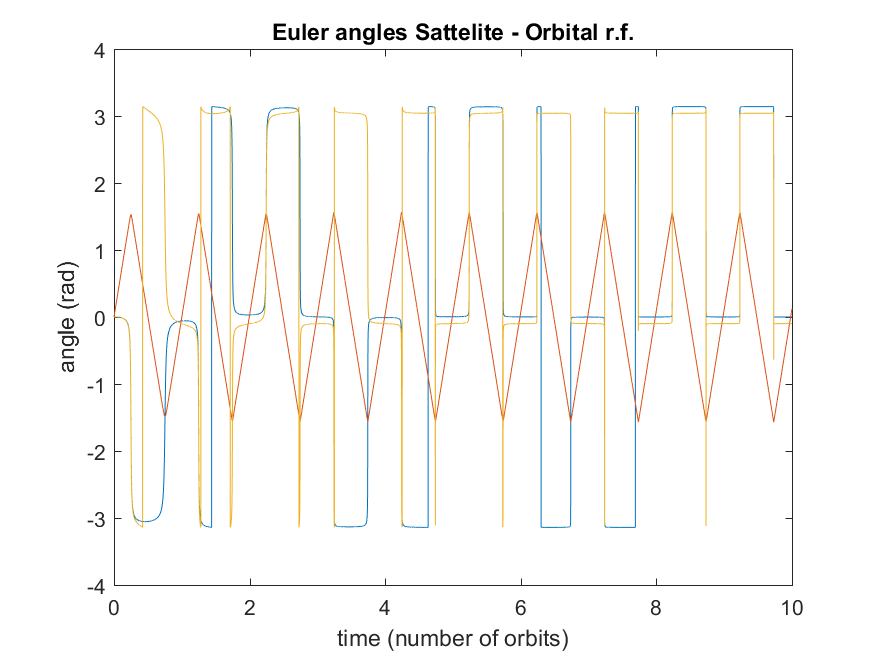 Euler angles Sattelite - Orbital r.f.
4
3
2
1
0
-1
-2
-3
-4
angle (rad)
0 2 4 6 8 10
time (number of orbits)